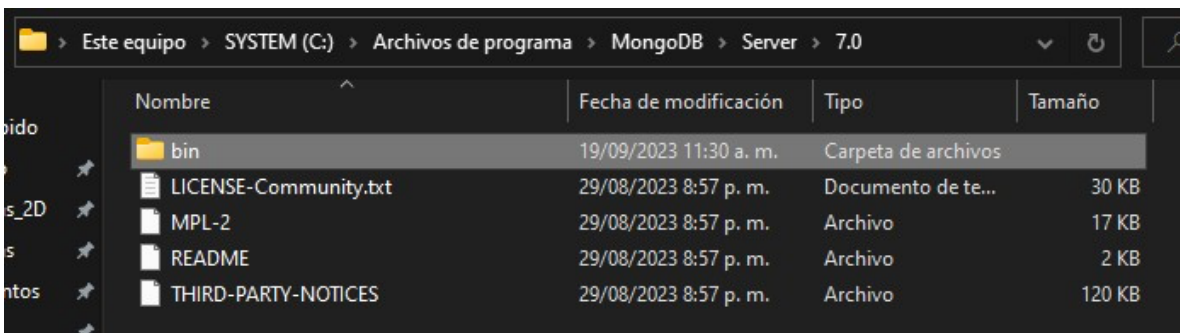 Este equipo > SYSTEM (C:) > Archivos de programa > MongoDB > Server > 7.0
Nombre Fecha de modificación Tipo Tamaño
bin 19/09/2023 11:30 a. m. Carpeta de archivos
LICENSE-Community.txt 29/08/2023 8:57 p. m. Documento de te... 30 KB
MPL-2 29/08/2023 8:57 p. m. Archivo 17 KB
README 29/08/2023 8:57 p. m. Archivo 2 KB
THIRD-PARTY-NOTICES 29/08/2023 8:57 p. m. Archivo 120 KB